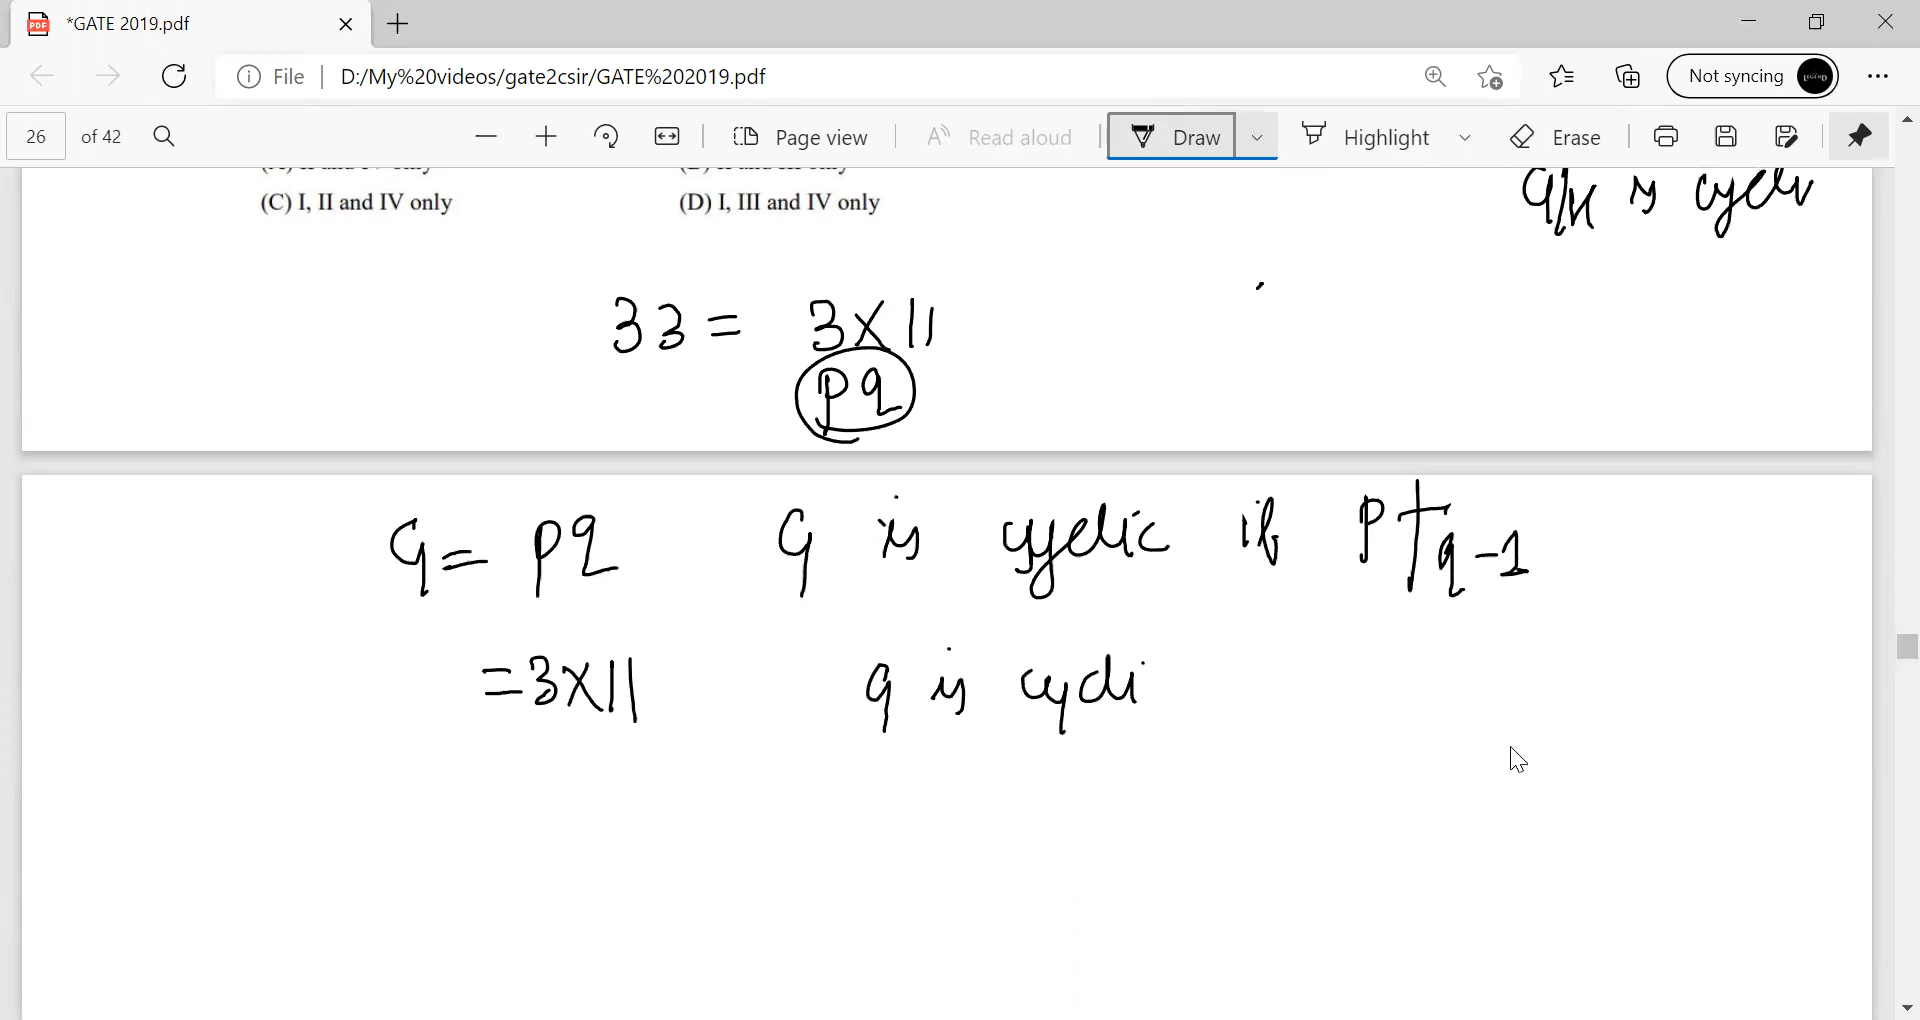 *GATE 2019.pdf
File D:/My%20videos/gate2csir/GATE%202019.pdf Not syncing
26 of 42 Page view Read aloud Draw Highlight Erase
(C) I, II and IV only (D) I, III and IV only
G/H is cyclic
33 = 3×11
pq
G = pq G is cyclic if P∤q-1
=3×11 G is cycli